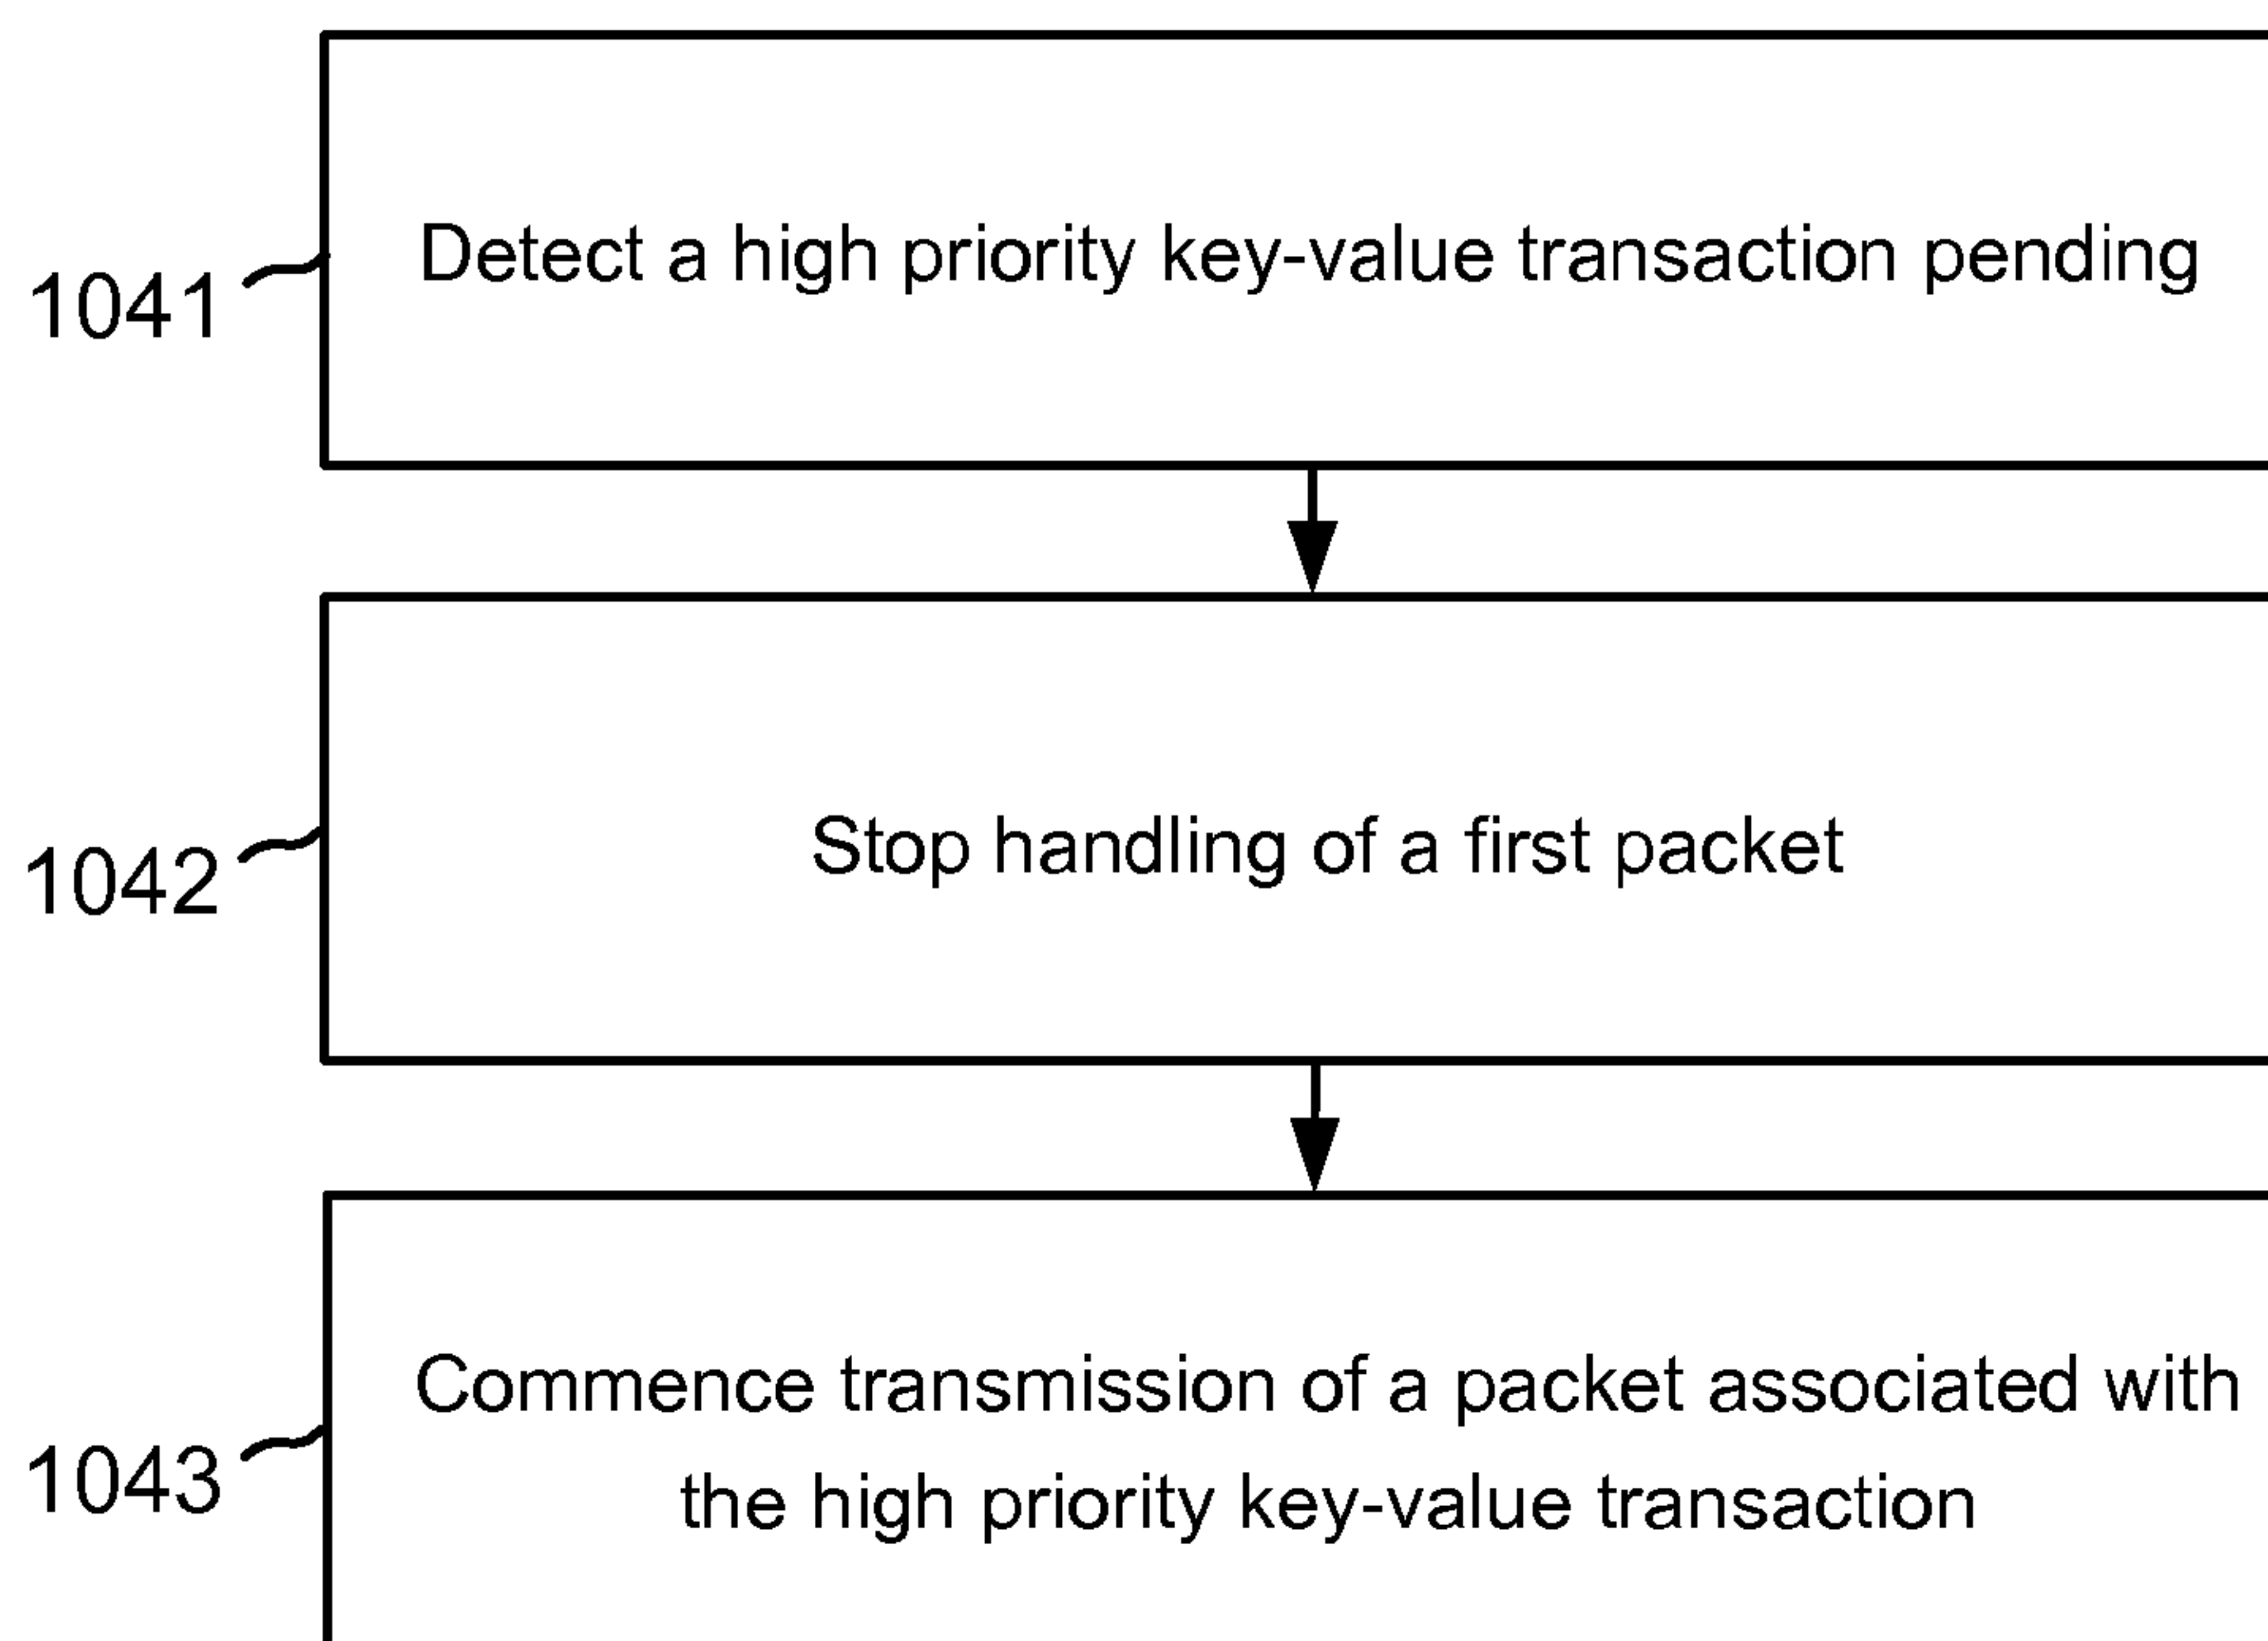 Detect a high priority key-value transaction pending
1041
Stop handling of a first packet
1042
Commence transmission of a packet associated with
the high priority key-value transaction
1043